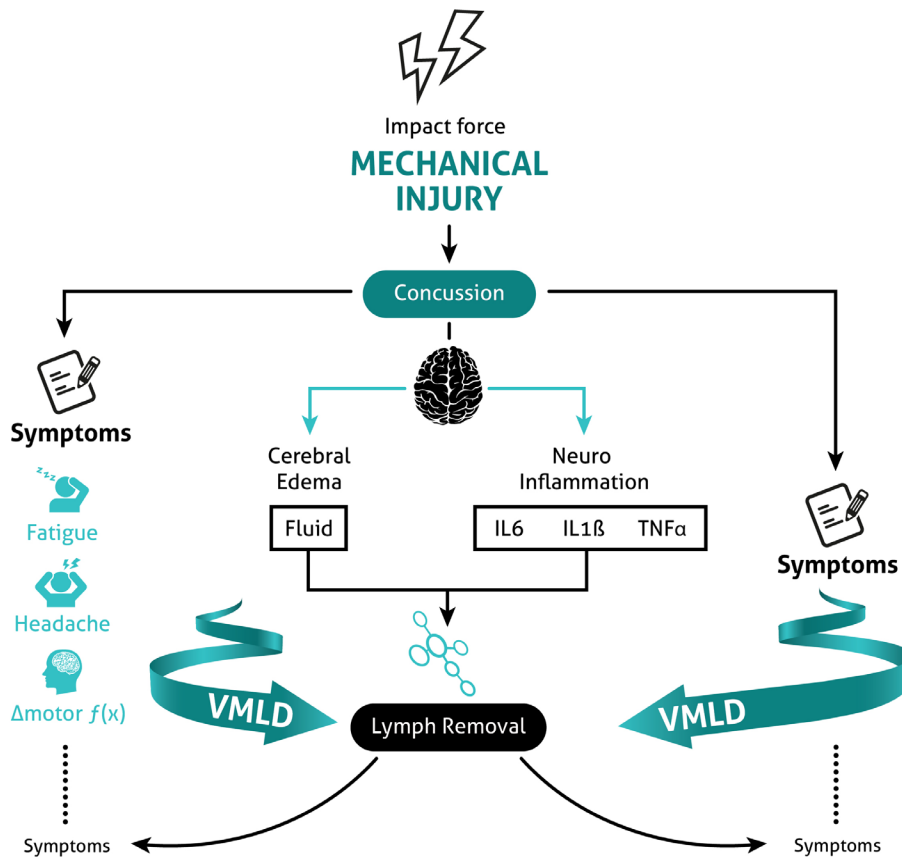 Impact force
MECHANICAL
INJURY
Concussion
Symptoms
Fatigue
Headache
Δmotor ƒ(x)
Symptoms
Cerebral
Edema
Fluid
Neuro
Inflammation
IL6 IL1ß TNFα
Symptoms
zzz
VMLD
VMLD
Lymph Removal
Symptoms